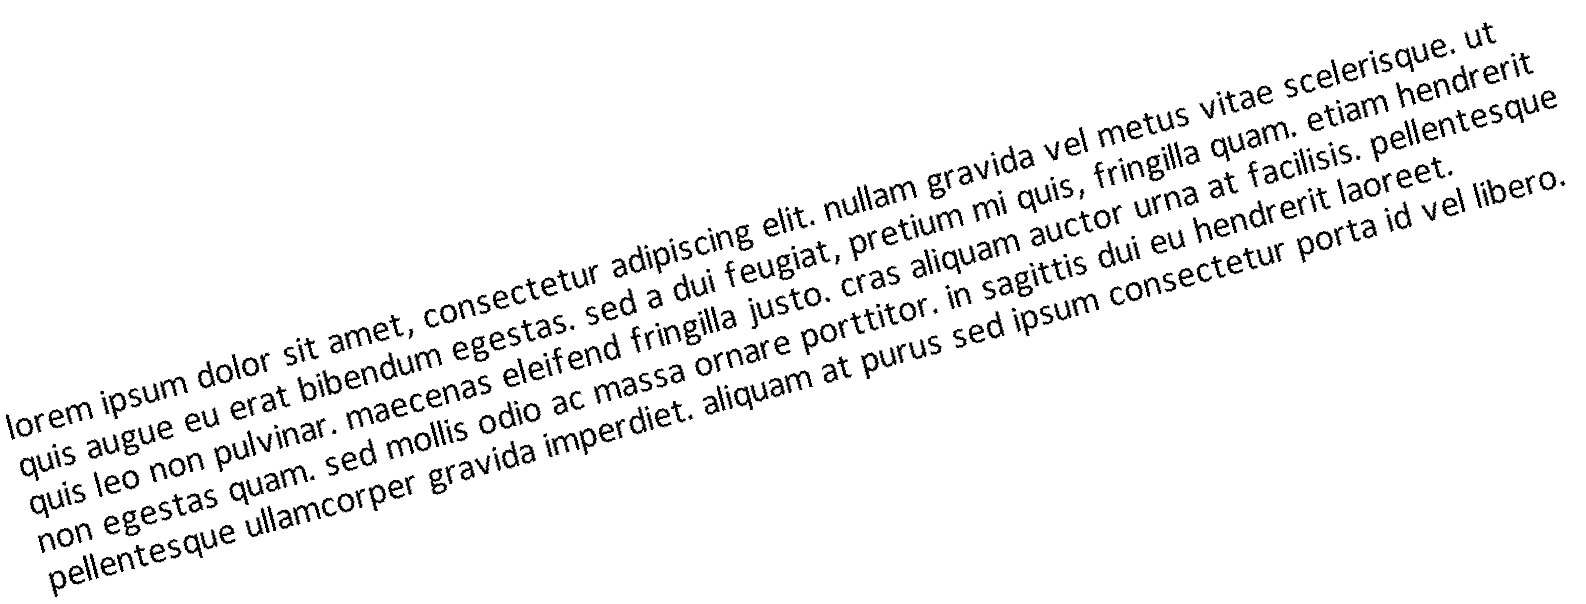 lorem ipsum dolor sit amet, consectetur adipiscing elit. nullam gravida vel metus vitae scelerisque. ut
quis augue eu erat bibendum egestas. sed a dui feugiat, pretium mi quis, fringilla quam. etiam hendrerit
quis leo non pulvinar. maecenas eleifend fringilla justo. cras aliquam auctor urna at facilisis. pellentesque
non egestas quam. sed mollis odio ac massa ornare porttitor. in sagittis dui eu hendrerit laoreet.
pellentesque ullamcorper gravida imperdiet. aliquam at purus sed ipsum consectetur porta id vel libero.